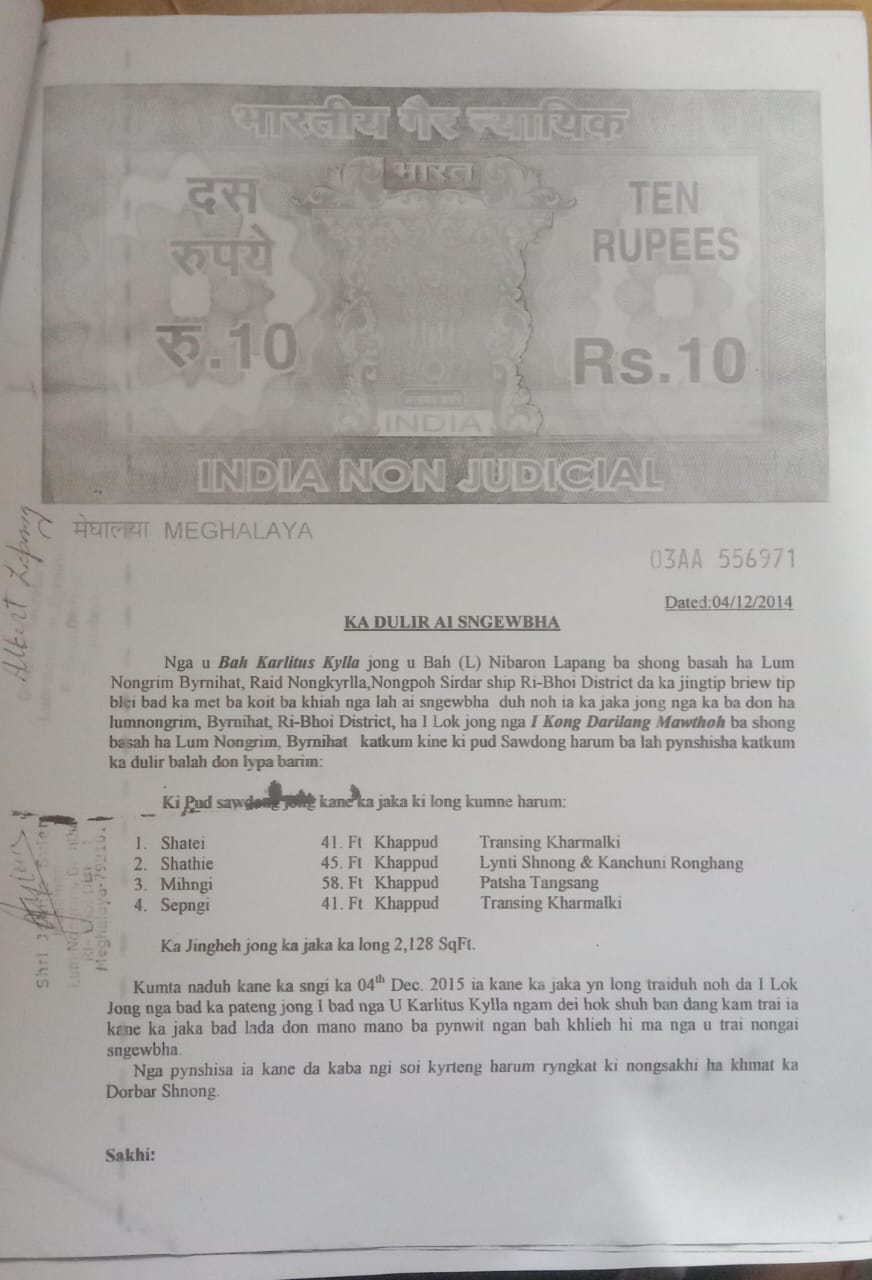 भारतीय गैर न्यायिक
भारत
दस
रुपये
रु.10
TEN
RUPEES
Rs.10
INDIA
INDIA NON JUDICIAL
मेघालया MEGHALAYA
03AA 556971
Dated:04/12/2014
KA DULIR AI SNGEWBHA
Nga u Bah Karlitus Kylla jong u Bah (L) Nibaron Lapang ba shong basah ha Lum
Nongrim Byrnihat, Raid Nongkyrlla,Nongpoh Sirdar ship Ri-Bhoi District da ka jingtip briew tip
blei bad ka met ba koit ba khiah nga lah ai sngewbha duh noh ia ka jaka jong nga ka ba don ha
lumnongrim, Byrnihat, Ri-Bhoi District, ha I Lok jong nga I Kong Darilang Mawthoh ba shong
basah ha Lum Nongrim, Byrnihat katkum kine ki pud Sawdong harum ba lah pynshisha katkum
ka dulir balah don lypa barim:
Ki Pud sawdong jong kane ka jaka ki long kumne harum:
1. Shatei 41. Ft Khappud Transing Kharmalki
2. Shathie 45. Ft Khappud Lynti Shnong & Kanchuni Ronghang
3. Mihngi 58. Ft Khappud Patsha Tangsang
4. Sepngi 41. Ft Khappud Transing Kharmalki
Ka Jingheh jong ka jaka ka long 2,128 SqFt.
Kumta naduh kane ka sngi ka 04th Dec. 2015 ia kane ka jaka yn long traiduh noh da I Lok
Jong nga bad ka pateng jong I bad nga U Karlitus Kylla ngam dei hok shuh ban dang kam trai ia
kane ka jaka bad lada don mano mano ba pynwit ngan bah khlieh hi ma nga u trai nongai
sngewbha.
Nga pynshisa ia kane da kaba ngi soi kyrteng harum ryngkat ki nongsakhi ha khmat ka
Dorbar Shnong.
Sakhi:
Albert Lapang
Shri
Meghalaya-793101